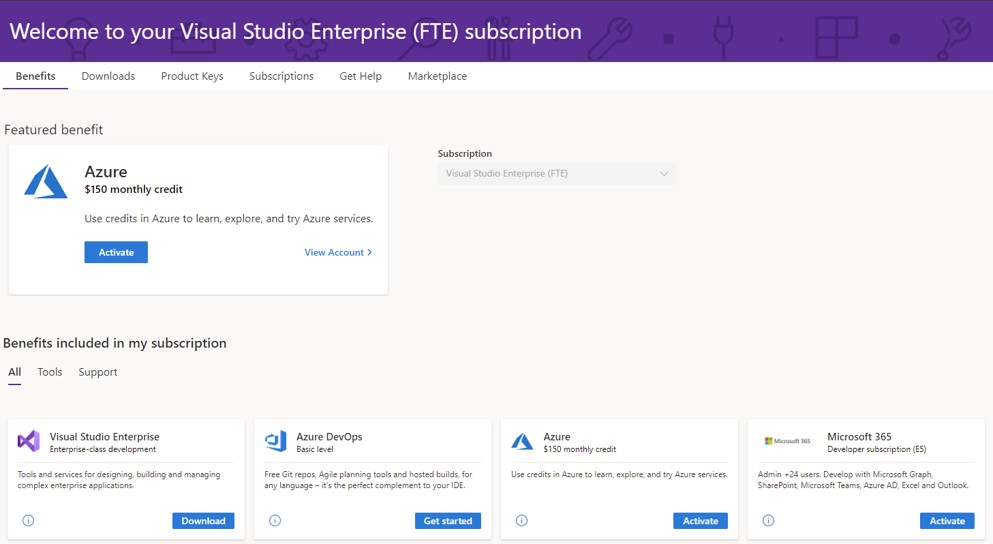 Welcome to your Visual Studio Enterprise (FTE) subscription
Benefits Downloads Product Keys Subscriptions Get Help Marketplace
Featured benefit
Azure
$150 monthly credit
Use credits in Azure to learn, explore, and try Azure services.
Activate
View Account
Subscription
Visual Studio Enterprise (FTE)
Benefits included in my subscription
All Tools Support
Visual Studio Enterprise
Enterprise-class development
Tools and services for designing, building and managing
complex enterprise applications.
Download
Azure DevOps
Basic level
Free Git repos, Agile planning tools and hosted builds, for
any language – it's the perfect complement to your IDE.
Get started
Azure
$150 monthly credit
Use credits in Azure to learn, explore, and try Azure services.
Activate
Microsoft 365
Microsoft 365
Developer subscription (E5)
Admin +24 users. Develop with Microsoft Graph,
SharePoint, Microsoft Teams, Azure AD, Excel and Outlook.
Activate